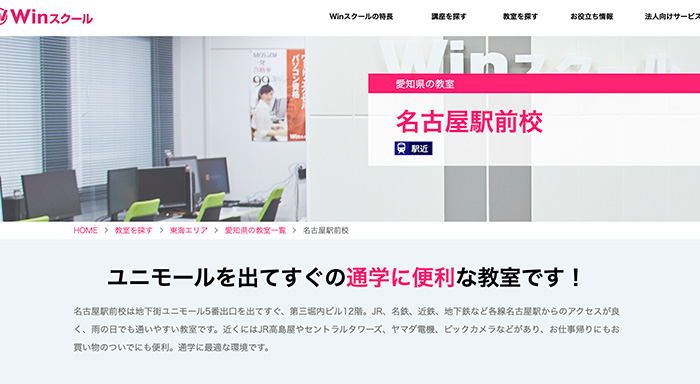 Winスクール
Winスクールの特長 講座を探す 教室を探す お役立ち情報 法人向けサービス
Winスクール
愛知県の教室
名古屋駅前校
駅近
HOME > 教室を探す > 東海エリア > 愛知県の教室一覧 > 名古屋駅前校
ユニモールを出てすぐの通学に便利な教室です！
名古屋駅前校は地下街ユニモール5番出口を出てすぐ、第三堀内ビル12階。JR、名鉄、近鉄、地下鉄など各線名古屋駅からのアクセスが良
く、雨の日でも通いやすい教室です。近くにはJR高島屋やセントラルタワーズ、ヤマダ電機、ビックカメラなどがあり、お仕事帰りにもお
買い物のついでにも便利。通学に最適な環境です。